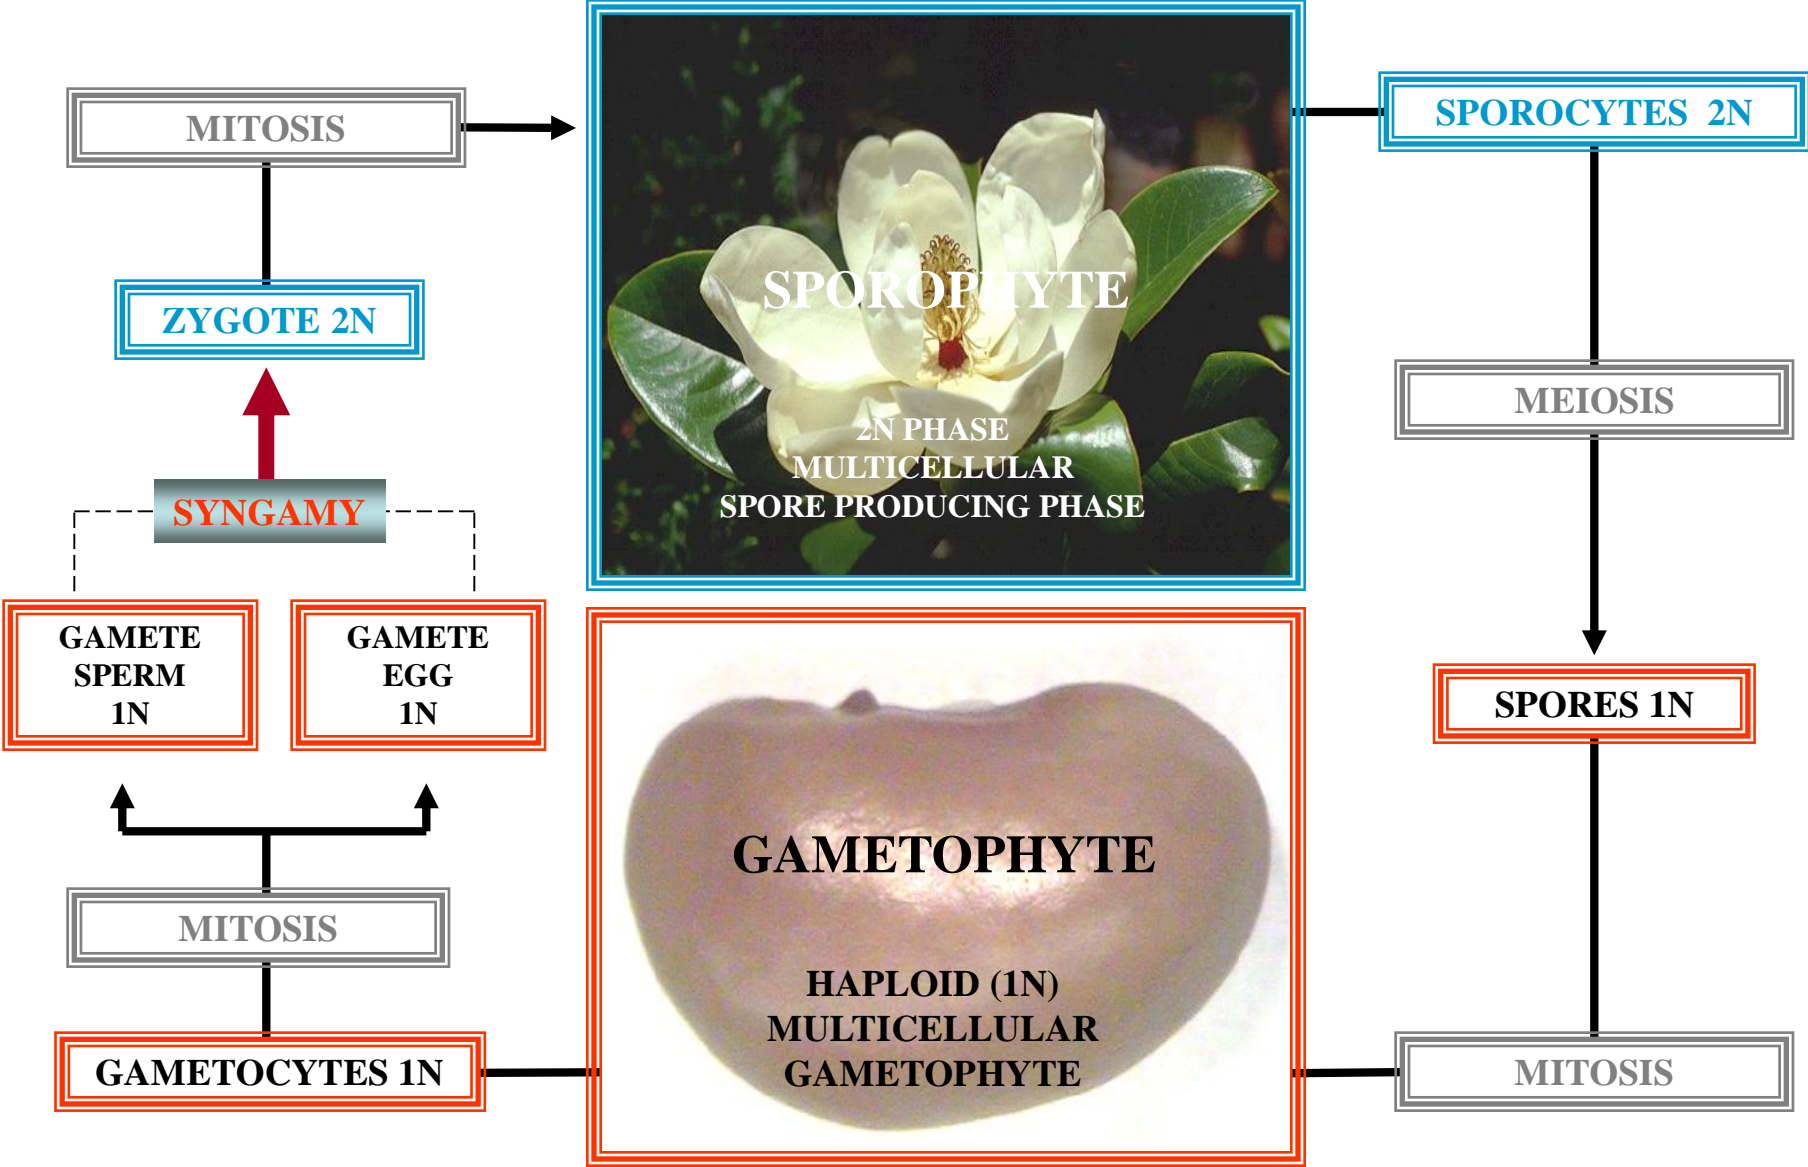 MITOSIS
SPOROCYTES 2N
ZYGOTE 2N
SPOROPHYTE
MEIOSIS
2N PHASE
MULTICELLULAR
SPORE PRODUCING PHASE
SYNGAMY
GAMETE
SPERM
1N
GAMETE
EGG
1N
SPORES 1N
GAMETOPHYTE
MITOSIS
HAPLOID (1N)
MULTICELLULAR
GAMETOPHYTE
GAMETOCYTES 1N
MITOSIS